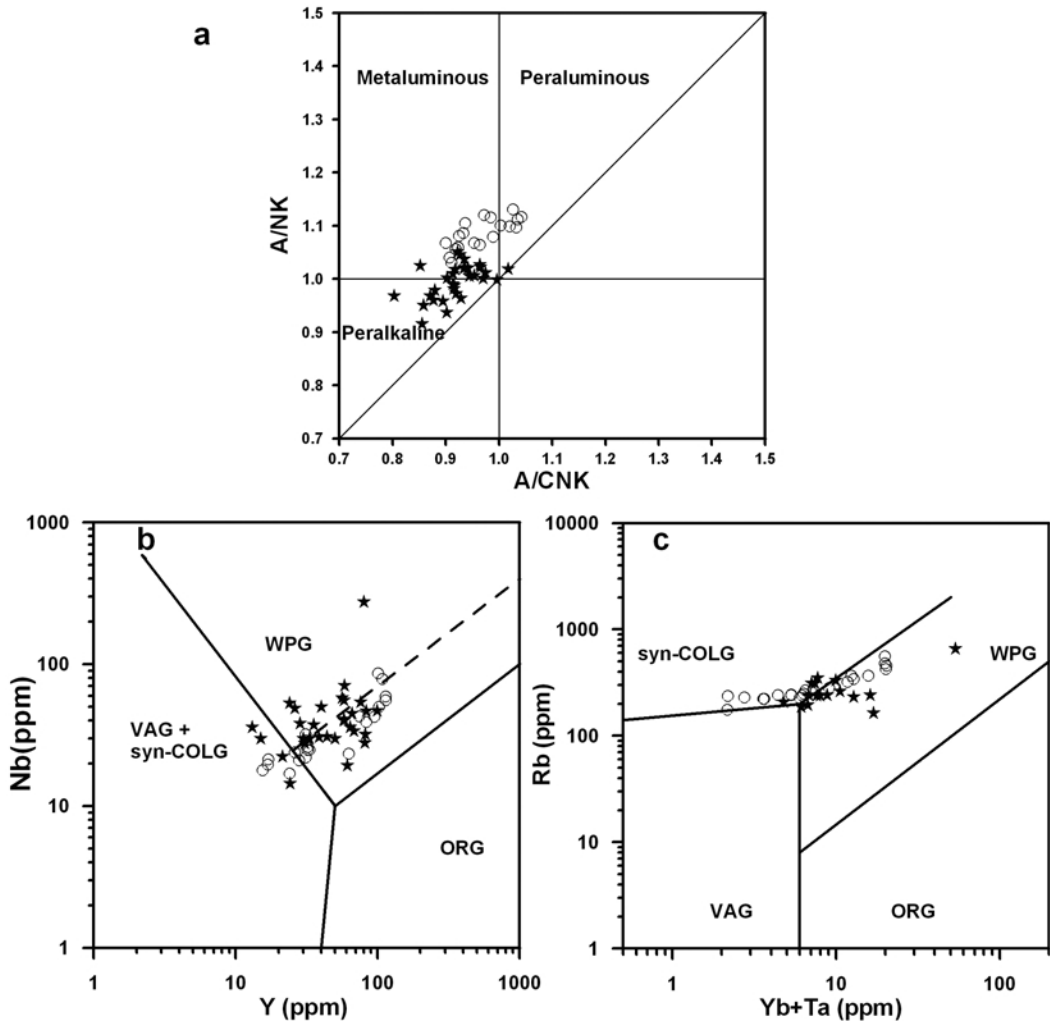 a
1.5
1.4
1.3
1.2
1.1
1.0
0.9
0.8
0.7
A/NK
Metaluminous
Peraluminous
Peralkaline
0.7 0.8 0.9 1.0 1.1 1.2 1.3 1.4 1.5
A/CNK
b
1000
100
10
1
Nb(ppm)
WPG
VAG +
syn-COLG
ORG
1 10 100 1000
Y (ppm)
c
10000
1000
100
10
1
Rb (ppm)
syn-COLG
WPG
VAG
ORG
1 10 100
Yb+Ta (ppm)